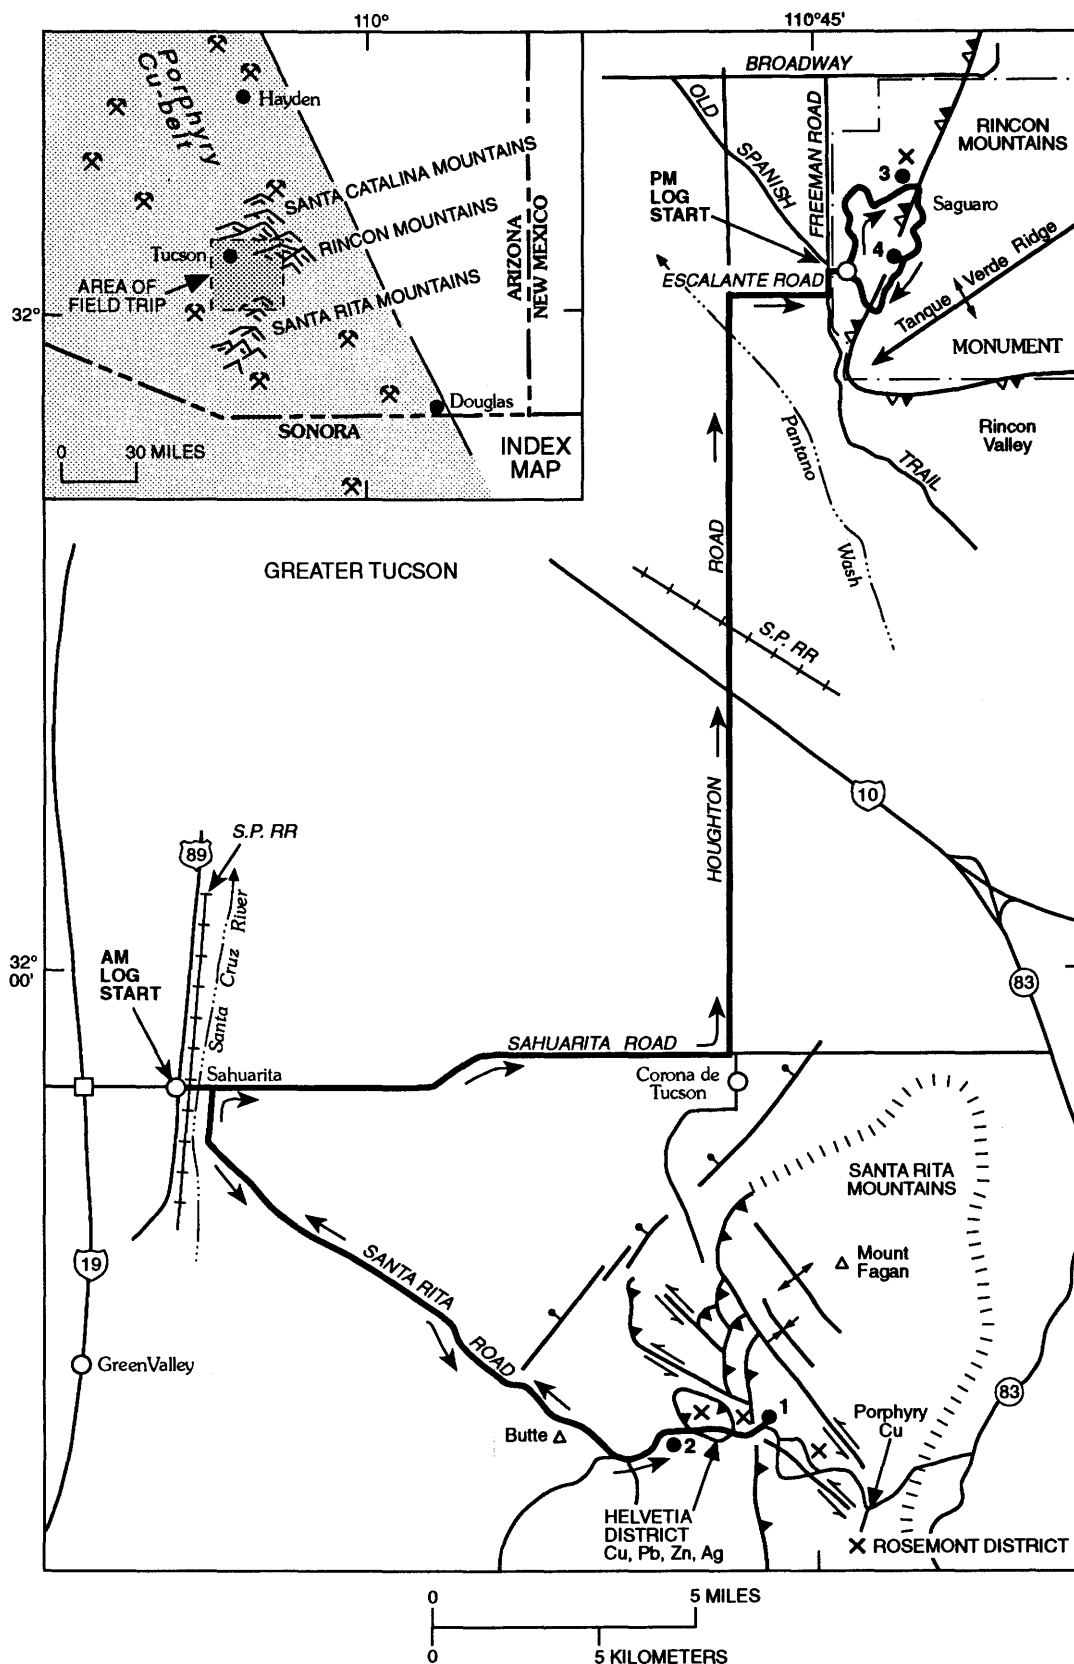 110°
110°45'
Porphyry
Cu-belt
Hayden
SANTA CATALINA MOUNTAINS
RINCON MOUNTAINS
Tucson
AREA OF
FIELD TRIP
SANTA RITA MOUNTAINS
32°
ARIZONA
NEW MEXICO
Douglas
SONORA
0 30 MILES
INDEX
MAP
BROADWAY
OLD
SPANISH
TRAIL
FREEMAN ROAD
RINCON
MOUNTAINS
3
PM
LOG
START
Saguaro
4
ESCALANTE ROAD
Tanque Verde Ridge
MONUMENT
Rincon
Valley
Pantano
Wash
GREATER TUCSON
HOUGHTON
ROAD
S.P. RR
10
89
S.P. RR
Santa Cruz River
32°
00'
AM
LOG
START
83
SAHUARITA ROAD
Sahuarita
Corona de
Tucson
SANTA RITA
MOUNTAINS
Mount
Fagan
19
SANTA RITA
ROAD
Green Valley
83
1
Porphyry
Cu
Butte
2
HELVETIA
DISTRICT
Cu, Pb, Zn, Ag
ROSEMONT DISTRICT
0 5 MILES
0 5 KILOMETERS